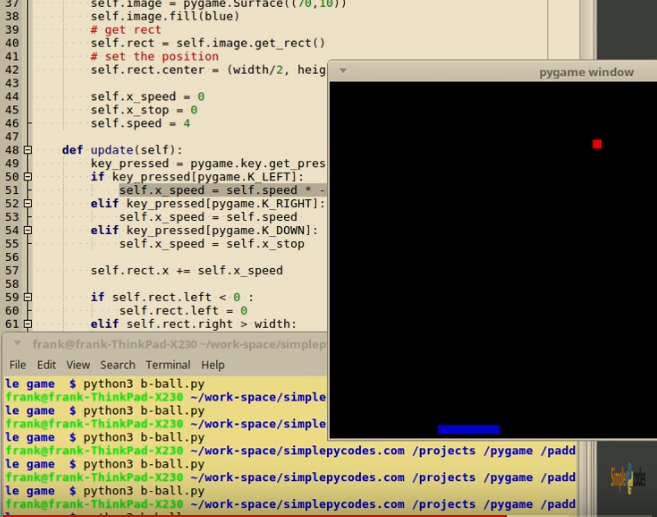 37 self.image = pygame.Surface((70,10))
38 self.image.fill(blue)
39 # get rect
40 self.rect = self.image.get_rect()
41 # set the position
42 self.rect.center = (width/2, heig
43
44 self.x_speed = 0
45 self.x_stop = 0
46 self.speed = 4
47
48 def update(self):
49 key_pressed = pygame.key.get_pres
50 if key_pressed[pygame.K_LEFT]:
51 self.x_speed = self.speed * -
52 elif key_pressed[pygame.K_RIGHT]:
53 self.x_speed = self.speed
54 elif key_pressed[pygame.K_DOWN]:
55 self.x_speed = self.x_stop
56
57 self.rect.x += self.x_speed
58
59 if self.rect.left < 0 :
60 self.rect.left = 0
61 elif self.rect.right > width:
pygame window
frank@frank-ThinkPad-X230 ~/work-space/simplep
File Edit View Search Terminal Help
le game $ python3 b-ball.py
frank@frank-ThinkPad-X230 ~/work-space/simple
le game $ python3 b-ball.py
frank@frank-ThinkPad-X230 ~/work-space/simple
le game $ python3 b-ball.py
frank@frank-ThinkPad-X230 ~/work-space/simplepycodes.com /projects /pygame /padd
le game $ python3 b-ball.py
frank@frank-ThinkPad-X230 ~/work-space/simplepycodes.com /projects /pygame /padd
le game $ python3 b-ball.py
frank@frank-ThinkPad-X230 ~/work-space/simplepycodes.com /projects /pygame /padd